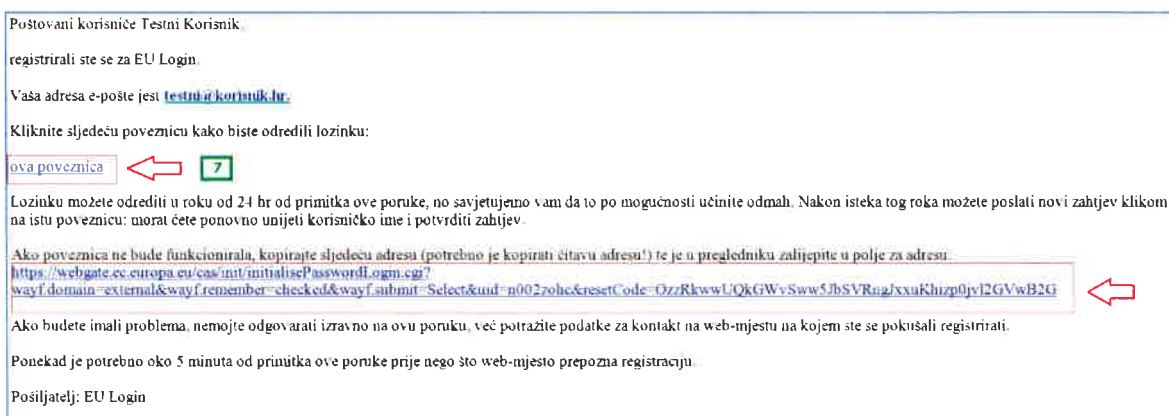 Poštovani korisniče Testni Korisnik,
registrirali ste se za EU Login.
Vaša adresa e-pošte jest testni@korisnik.hr.
Kliknite sljedeću poveznicu kako biste odredili lozinku:
ova poveznica 7
Lozinku možete odrediti u roku od 24 hr od primitka ove poruke, no savjetujemo vam da to po mogućnosti učinite odmah. Nakon isteka tog roka možete poslati novi zahtjev klikom
na istu poveznicu: morat ćete ponovno unijeti korisničko ime i potvrditi zahtjev.
Ako poveznica ne bude funkcionirala, kopirajte sljedeću adresu (potrebno je kopirati čitavu adresu!) te je u pregledniku zalijepite u polje za adresu.
https://webgate.ec.europa.eu/cas/init/initialisePasswordLogin.cgi?
wayf.domain=external&wayf.remember=checked&wayf.submit=Select&uid=n002zohc&resetCode=
Ako budete imali problema, nemojte odgovarati izravno na ovu poruku, već potražite podatke za kontakt na web-mjestu na kojem ste se pokušali registrirati.
Ponekad je potrebno oko 5 minuta od primitka ove poruke prije nego što web-mjesto prepozna registraciju.
Pošiljatelj: EU Login